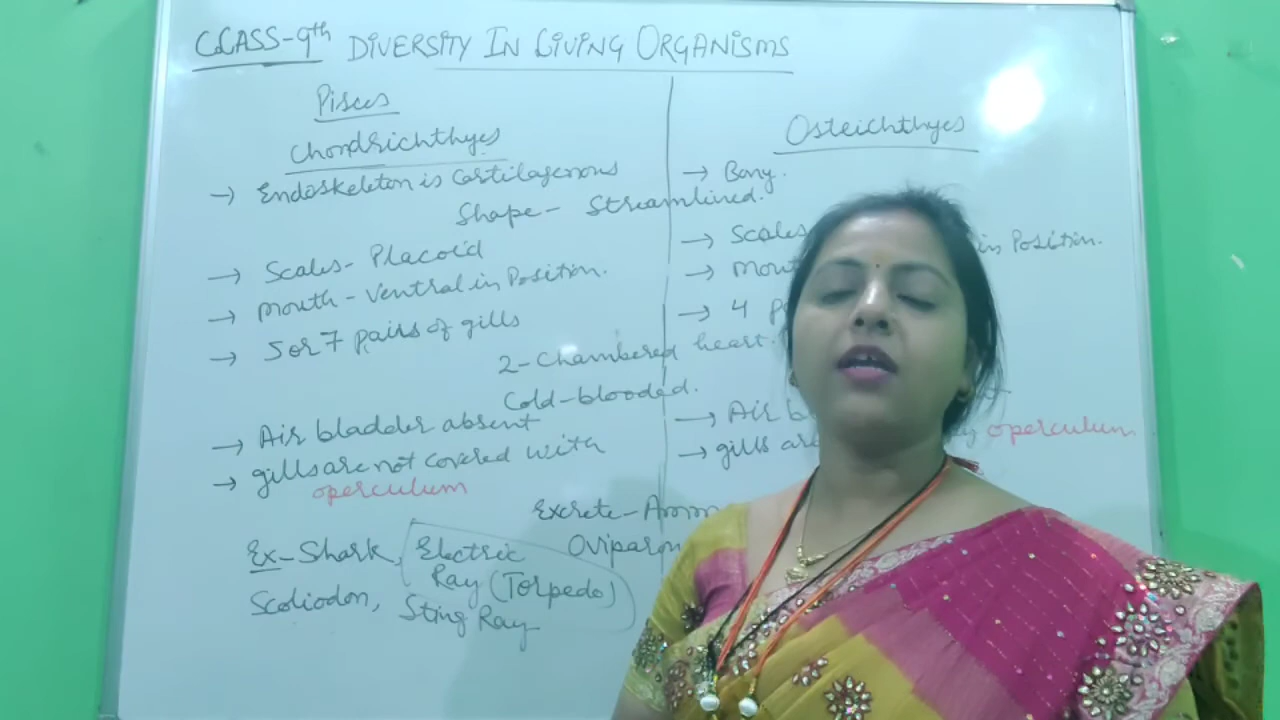 CLASS-9th DIVERSITY IN LIVING ORGANISMS
Pisces
Chondrichthyes
→ Endoskeleton is Cartilagenous
Shape - Streamlined.
→ Scales - Placoid
→ Mouth - Ventral in Position.
→ 5 or 7 pairs of gills
2-Chambered heart.
Cold-blooded.
→ Air bladder absent
→ gills are not covered with
operculum
Excrete -
Ex - Shark, Electric
Ray (Torpedo)
Scoliodon, Sting Ray
Osteichthyes
→ Bony.
→ Scales
→ in Position.
→ 4
→ Air
→ gills operculum